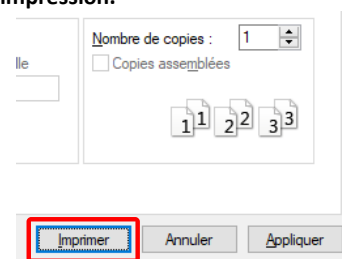 impression.
Nombre de copies : 1
lle
Copies assemblées
1 1 2 2 3 3
Imprimer Annuler Appliquer